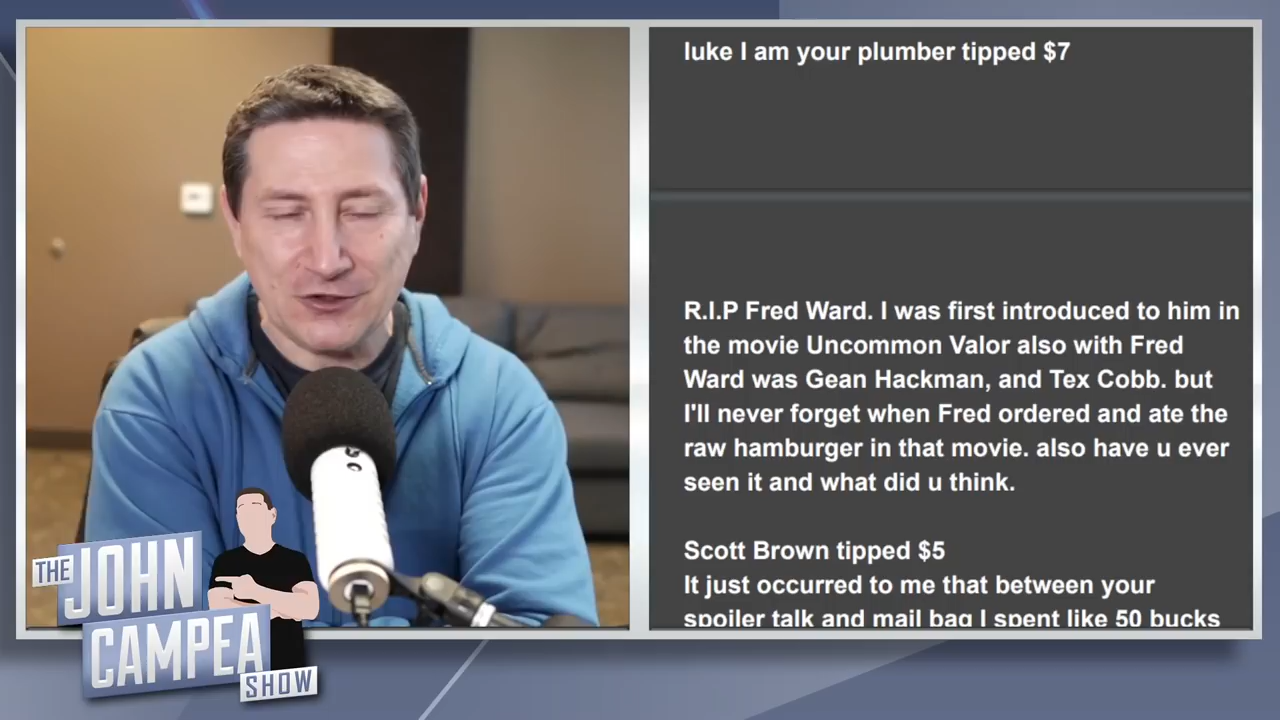 luke I am your plumber tipped $7
R.I.P Fred Ward. I was first introduced to him in
the movie Uncommon Valor also with Fred
Ward was Gean Hackman, and Tex Cobb. but
I'll never forget when Fred ordered and ate the
raw hamburger in that movie. also have u ever
seen it and what did u think.
Scott Brown tipped $5
It just occurred to me that between your
spoiler talk and mail bag I spent like 50 bucks
THE
JOHN
CAMPEA
SHOW